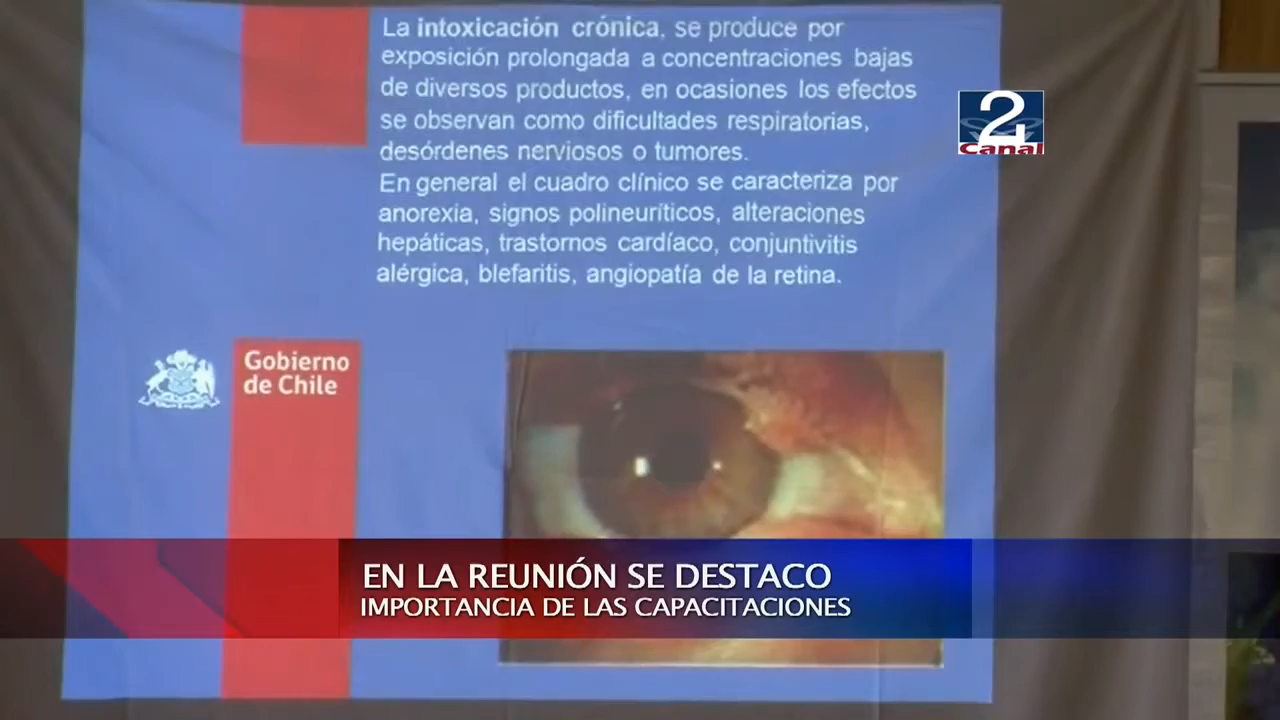 La intoxicación crónica, se produce por
exposición prolongada a concentraciones bajas
de diversos productos, en ocasiones los efectos
se observan como dificultades respiratorias,
desórdenes nerviosos o tumores.
En general el cuadro clínico se caracteriza por
anorexia, signos polineuríticos, alteraciones
hepáticas, trastornos cardíaco, conjuntivitis
alérgica, blefaritis, angiopatía de la retina.
2
Canal
Gobierno
de Chile
EN LA REUNIÓN SE DESTACO
IMPORTANCIA DE LAS CAPACITACIONES